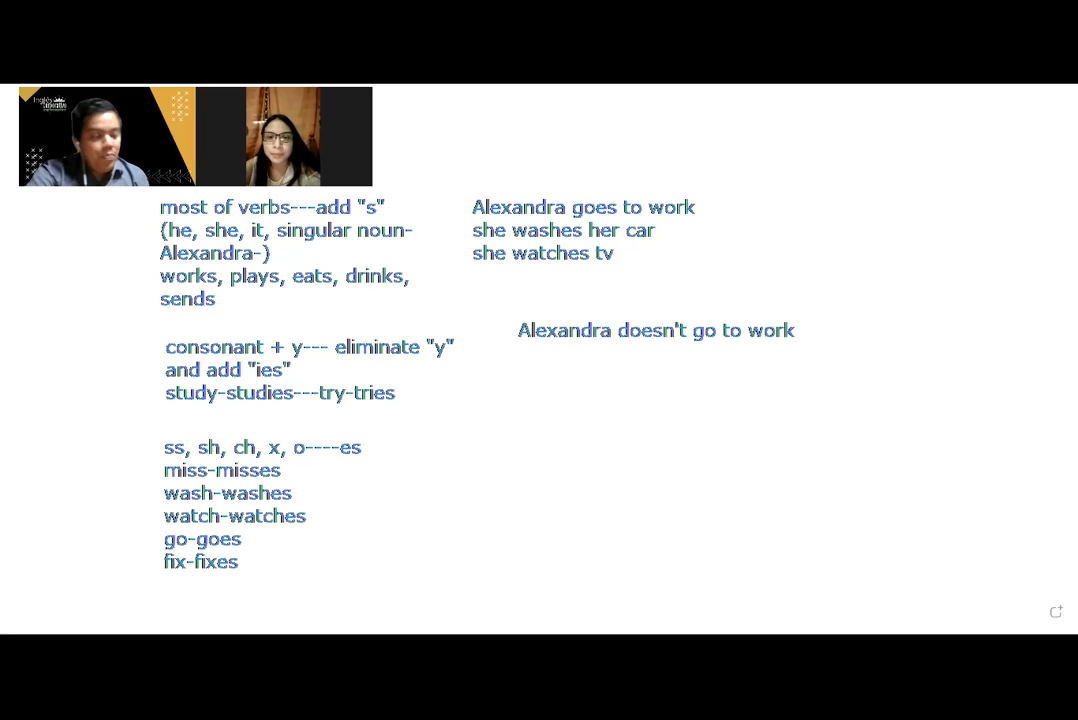 Inglés
most of verbs---add "s"
(he, she, it, singular noun-
Alexandra-)
works, plays, eats, drinks,
sends
consonant + y--- eliminate "y"
and add "ies"
study-studies---try-tries
ss, sh, ch, x, o----es
miss-misses
wash-washes
watch-watches
go-goes
fix-fixes
Alexandra goes to work
she washes her car
she watches tv
Alexandra doesn't go to work